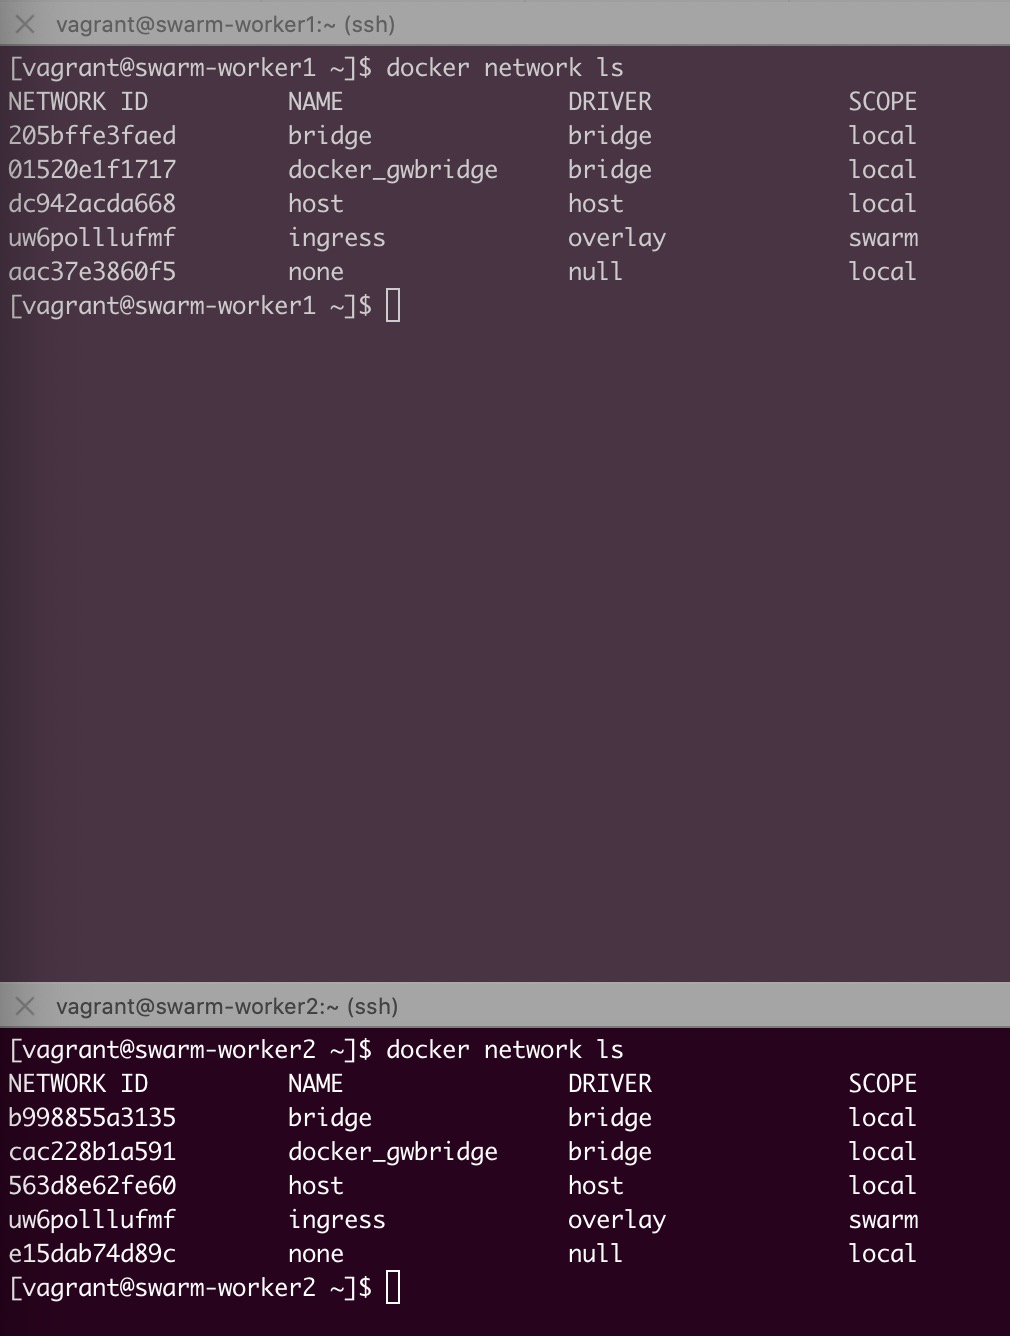 vagrant@swarm-worker1:~ (ssh)
[vagrant@swarm-worker1 ~]$ docker network ls
NETWORK ID NAME DRIVER SCOPE
205bffe3faed bridge bridge local
01520e1f1717 docker_gwbridge bridge local
dc942acda668 host host local
uw6polllufmf ingress overlay swarm
aac37e3860f5 none null local
[vagrant@swarm-worker1 ~]$
vagrant@swarm-worker2:~ (ssh)
[vagrant@swarm-worker2 ~]$ docker network ls
NETWORK ID NAME DRIVER SCOPE
b998855a3135 bridge bridge local
cac228b1a591 docker_gwbridge bridge local
563d8e62fe60 host host local
uw6polllufmf ingress overlay swarm
e15dab74d89c none null local
[vagrant@swarm-worker2 ~]$